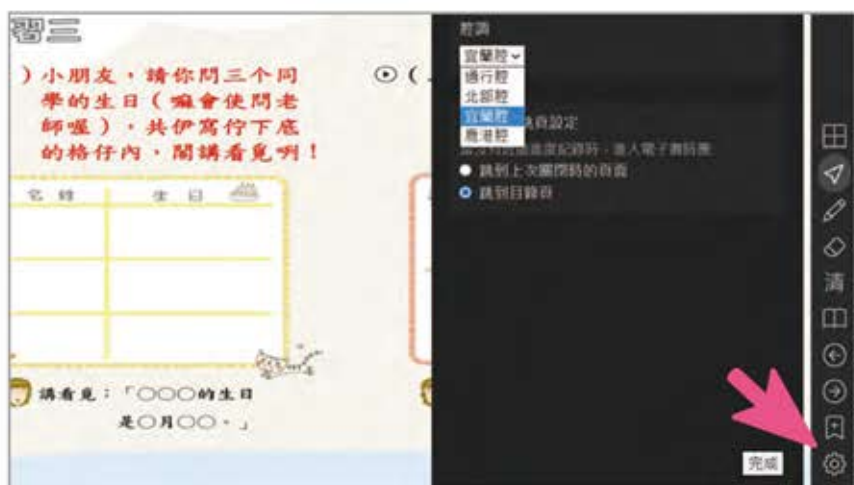 習三
）小朋友，請你問三个同
學的生日（嘛會使問老
師喔），共伊寫佇下底
的格仔內，閣講看覓咧！
名姓
生日
講看覓：「○○○的生日
是○月○○。」
（
腔調
宜蘭腔
通行腔
北部腔
宜蘭腔
鹿港腔
頁設定
跳到上次關閉時的頁面
跳到目錄頁
完成
清